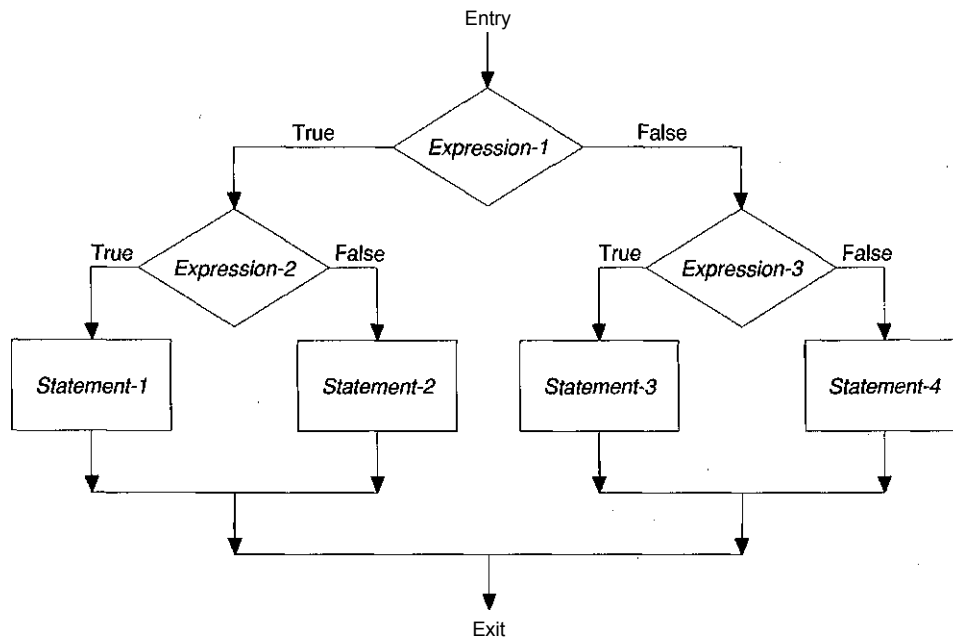 Entry
True
Expression-1
False
True
Expression-2
False
True
Expression-3
False
Statement-1
Statement-2
Statement-3
Statement-4
Exit